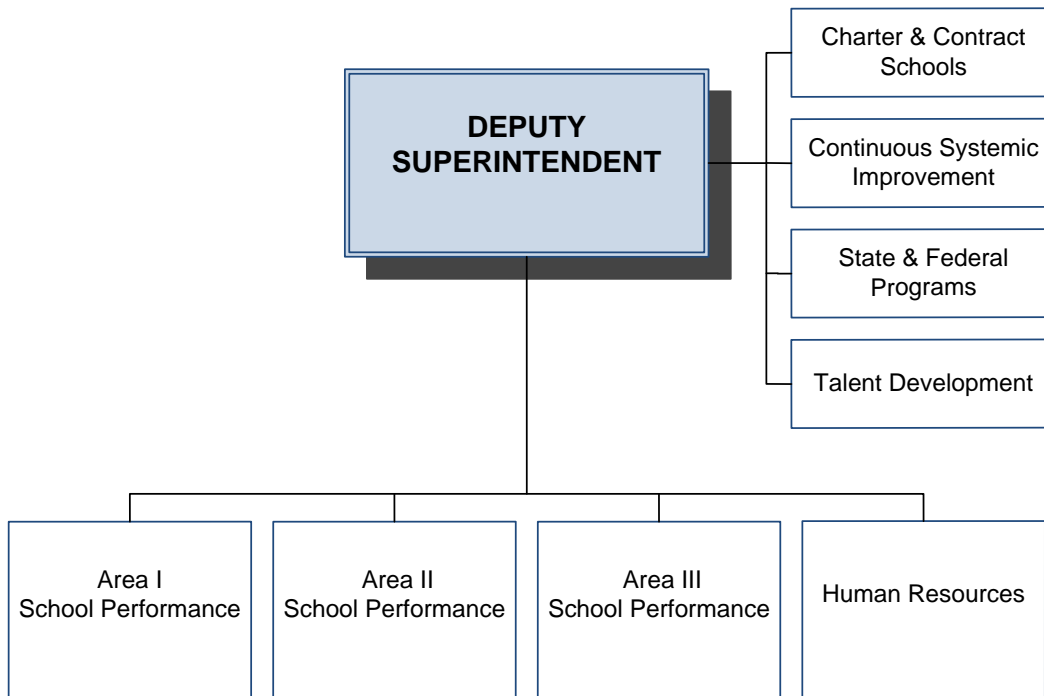 Charter & Contract
Schools
DEPUTY
SUPERINTENDENT
Continuous Systemic
Improvement
State & Federal
Programs
Talent Development
Area I
School Performance
Area II
School Performance
Area III
School Performance
Human Resources